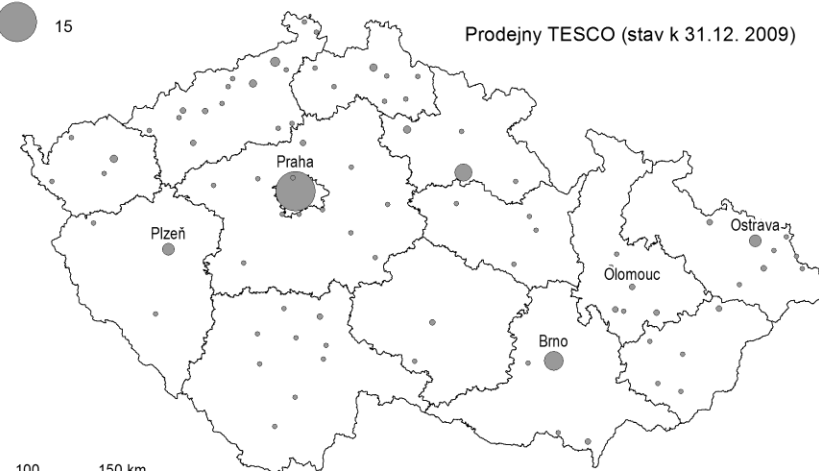 15
Prodejny TESCO (stav k 31.12. 2009)
Praha
Plzeň
Ostrava
Olomouc
Brno
100 150 km